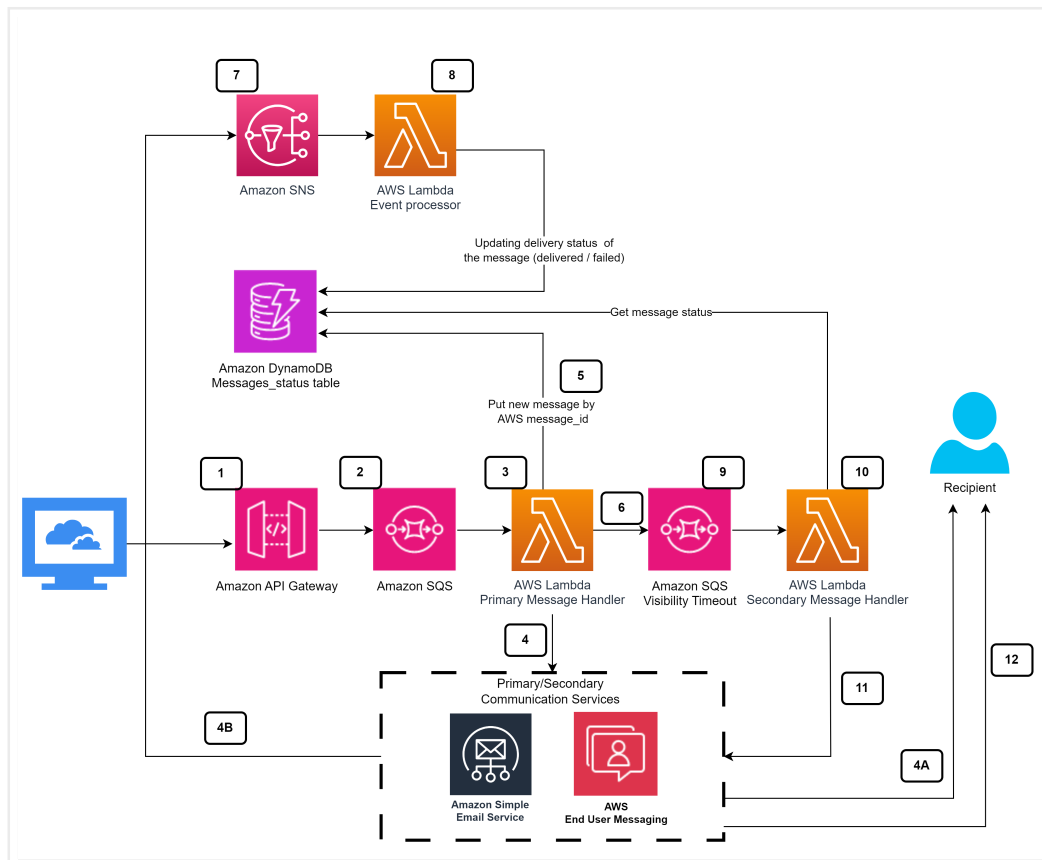 7
8
Amazon SNS
AWS Lambda
Event processor
Updating delivery status of
the message (delivered / failed)
Get message status
Amazon DynamoDB
Messages_status table
5
Put new message by
AWS message_id
1
2
3
6
9
10
Recipient
Amazon API Gateway
Amazon SQS
AWS Lambda
Primary Message Handler
Amazon SQS
Visibility Timeout
AWS Lambda
Secondary Message Handler
4
12
Primary/Secondary
Communication Services
11
4B
4A
Amazon Simple
Email Service
AWS
End User Messaging